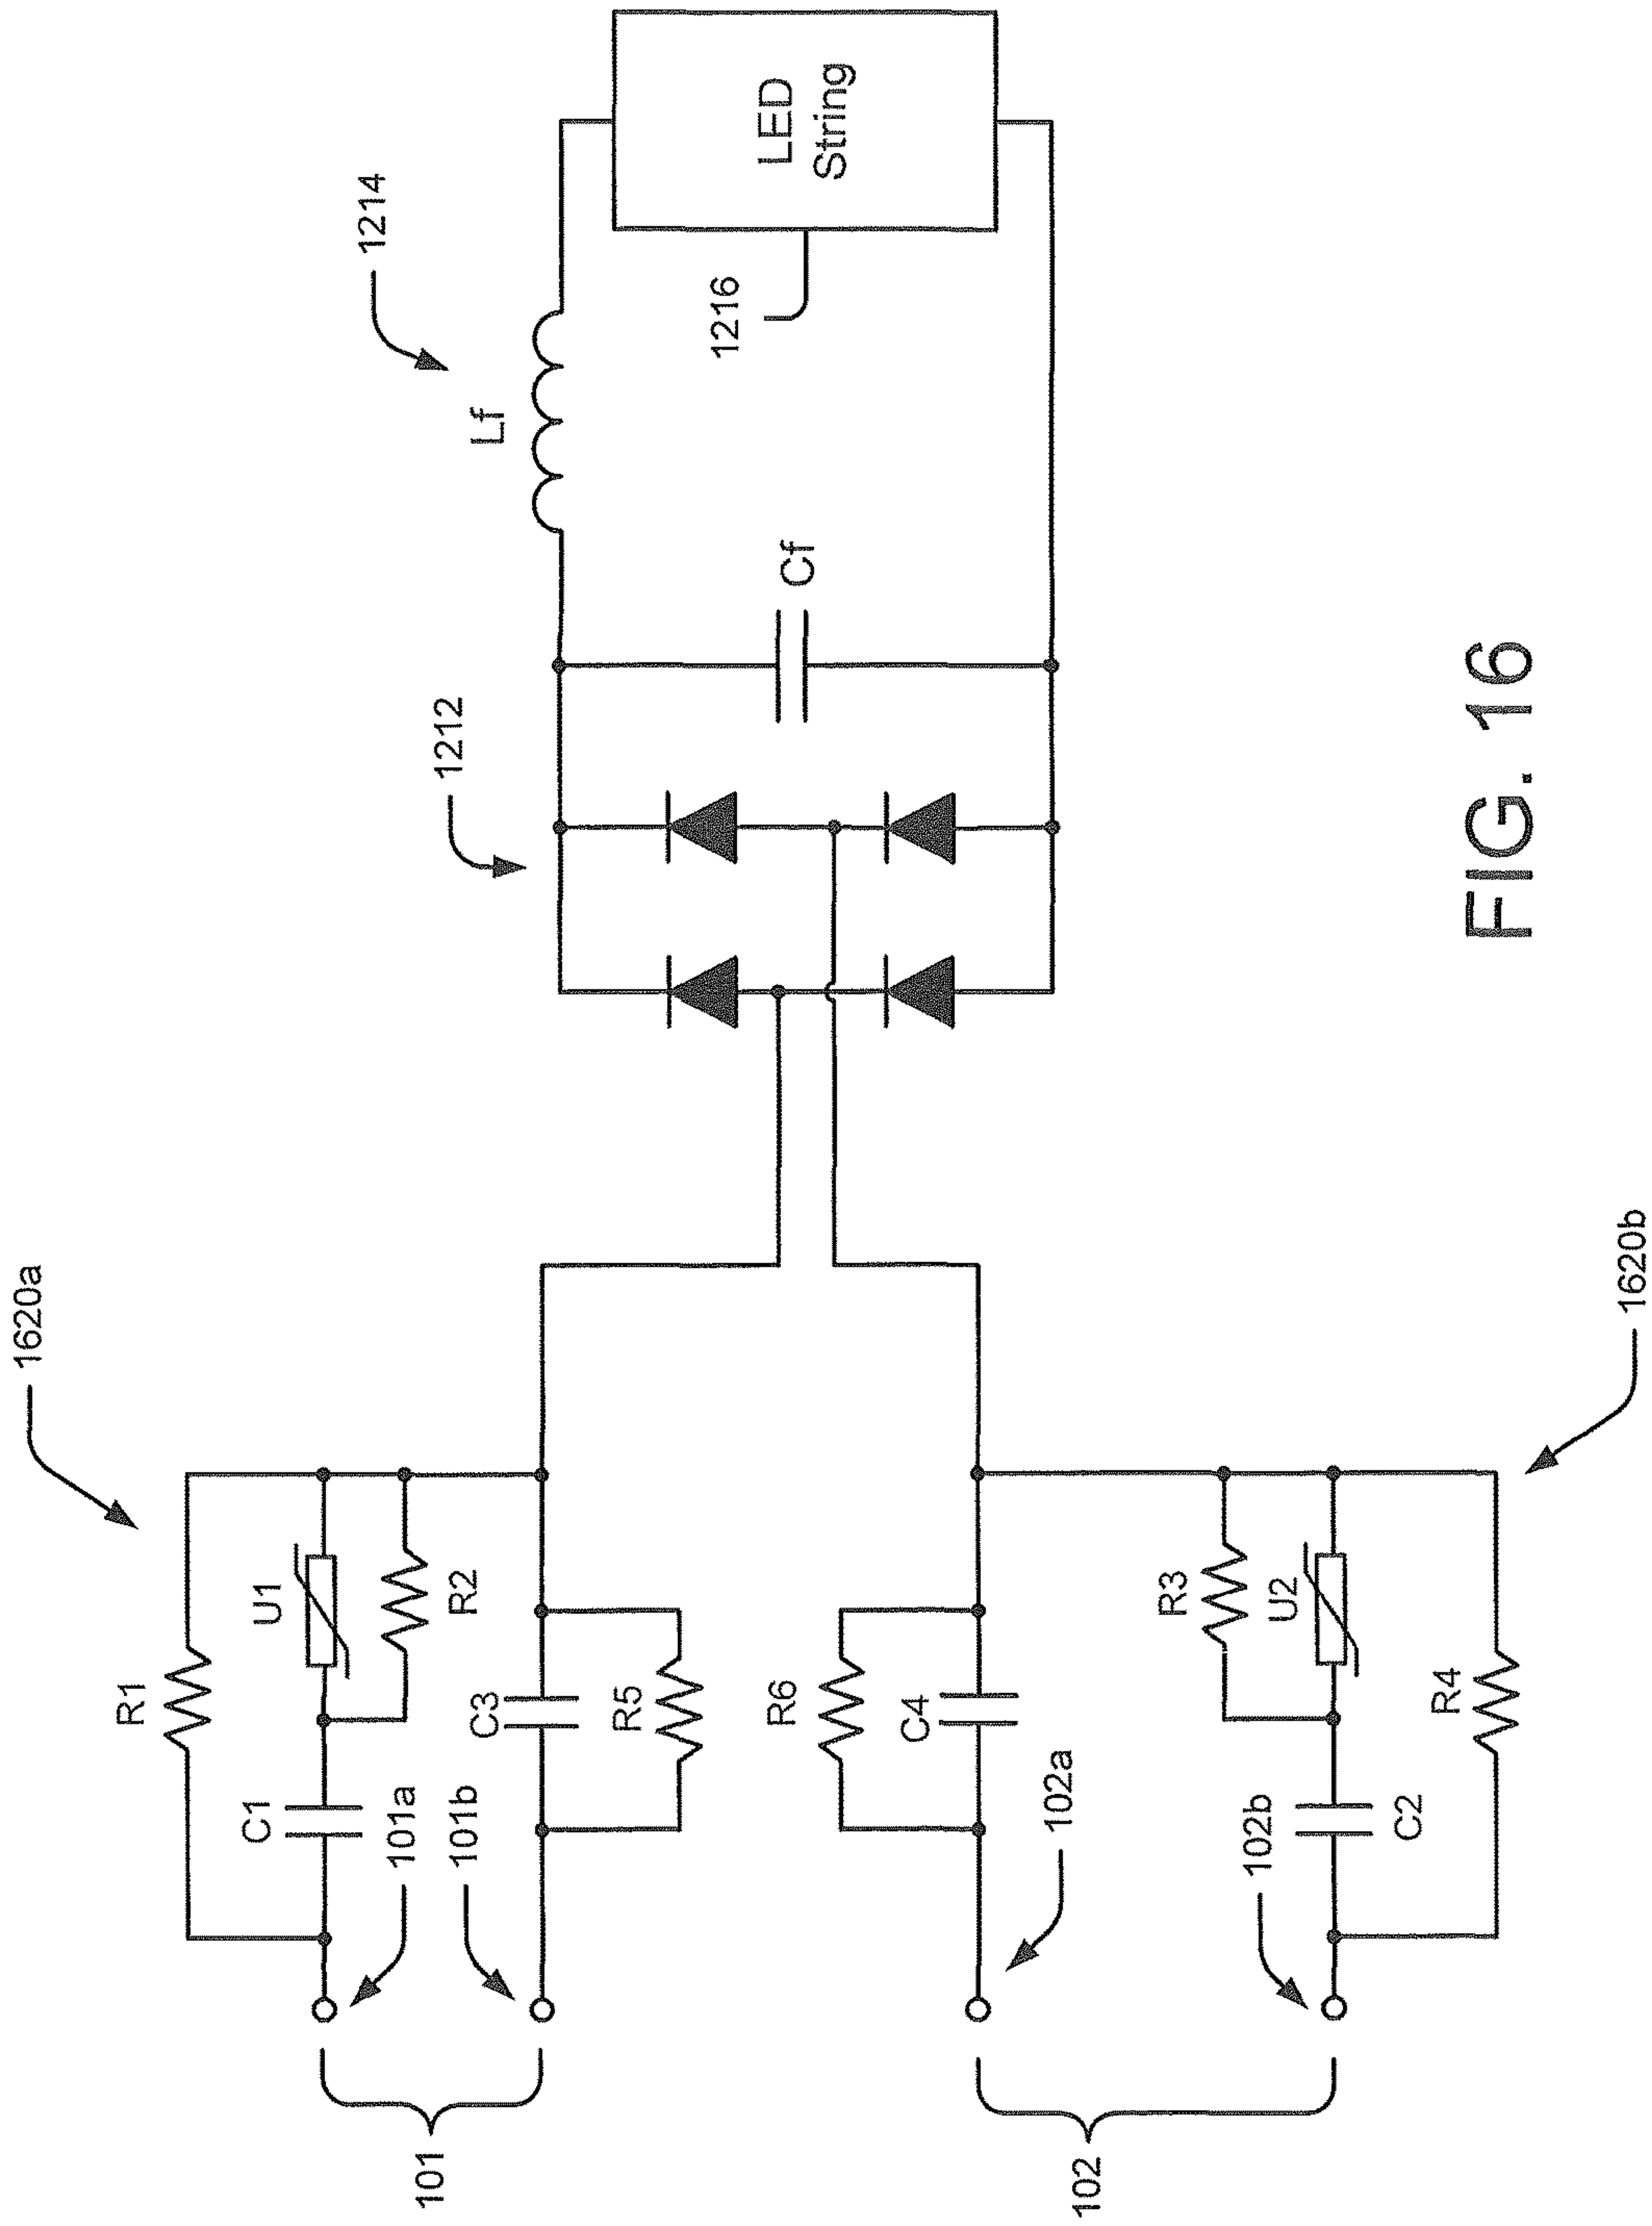 1620a
R1
U1
C1
R2
101a
C3
101b
R5
101
1212
1214
Lf
Cf
LED
String
1216
R6
C4
102a
R3
U2
102b
C2
R4
102
1620b
FIG. 16